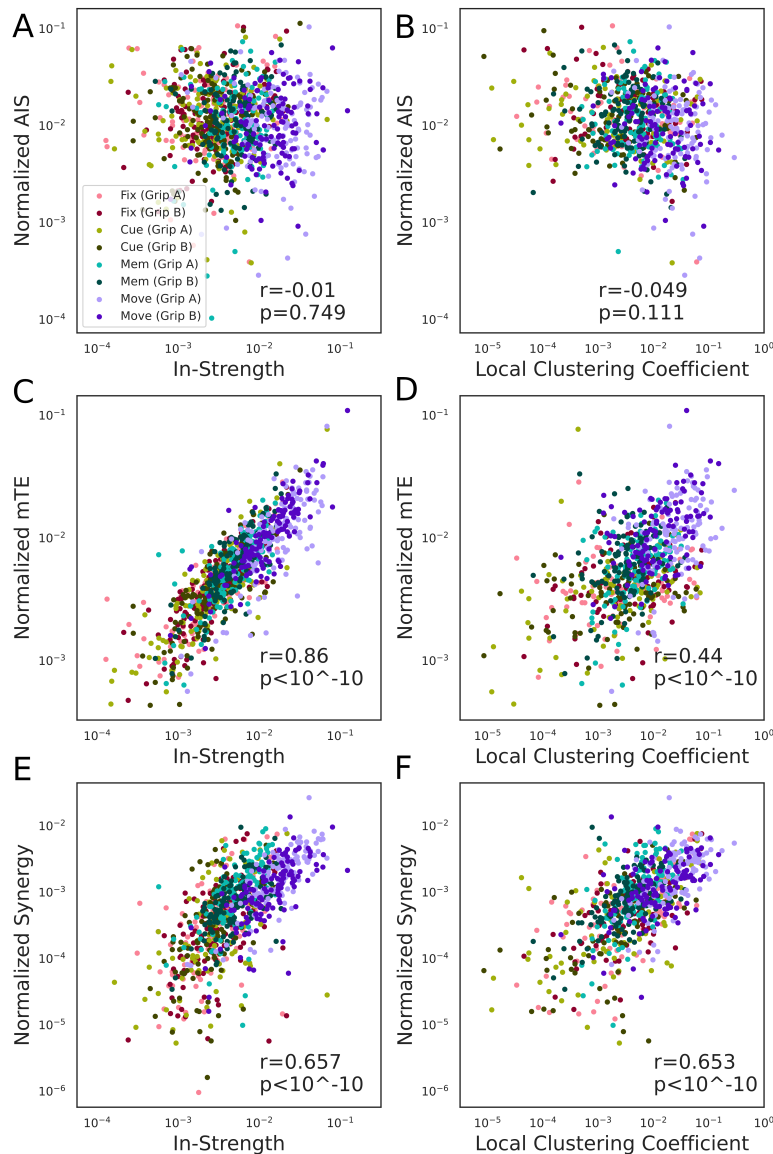 A
B
10⁻¹
10⁻²
10⁻³
10⁻⁴
Normalized AIS
Fix (Grip A)
Fix (Grip B)
Cue (Grip A)
Cue (Grip B)
Mem (Grip A)
Mem (Grip B)
Move (Grip A)
Move (Grip B)
r=-0.01
p=0.749
10⁻⁴ 10⁻³ 10⁻² 10⁻¹
In-Strength
10⁻¹
10⁻²
10⁻³
10⁻⁴
Normalized AIS
r=-0.049
p=0.111
10⁻⁵ 10⁻⁴ 10⁻³ 10⁻² 10⁻¹ 10⁰
Local Clustering Coefficient
C
D
10⁻¹
10⁻²
10⁻³
Normalized mTE
r=0.86
p<10^-10
10⁻⁴ 10⁻³ 10⁻² 10⁻¹
In-Strength
10⁻¹
10⁻²
10⁻³
Normalized mTE
r=0.44
p<10^-10
10⁻⁵ 10⁻⁴ 10⁻³ 10⁻² 10⁻¹ 10⁰
Local Clustering Coefficient
E
F
10⁻²
10⁻³
10⁻⁴
10⁻⁵
10⁻⁶
Normalized Synergy
r=0.657
p<10^-10
10⁻⁴ 10⁻³ 10⁻² 10⁻¹
In-Strength
10⁻²
10⁻³
10⁻⁴
10⁻⁵
10⁻⁶
Normalized Synergy
r=0.653
p<10^-10
10⁻⁵ 10⁻⁴ 10⁻³ 10⁻² 10⁻¹ 10⁰
Local Clustering Coefficient